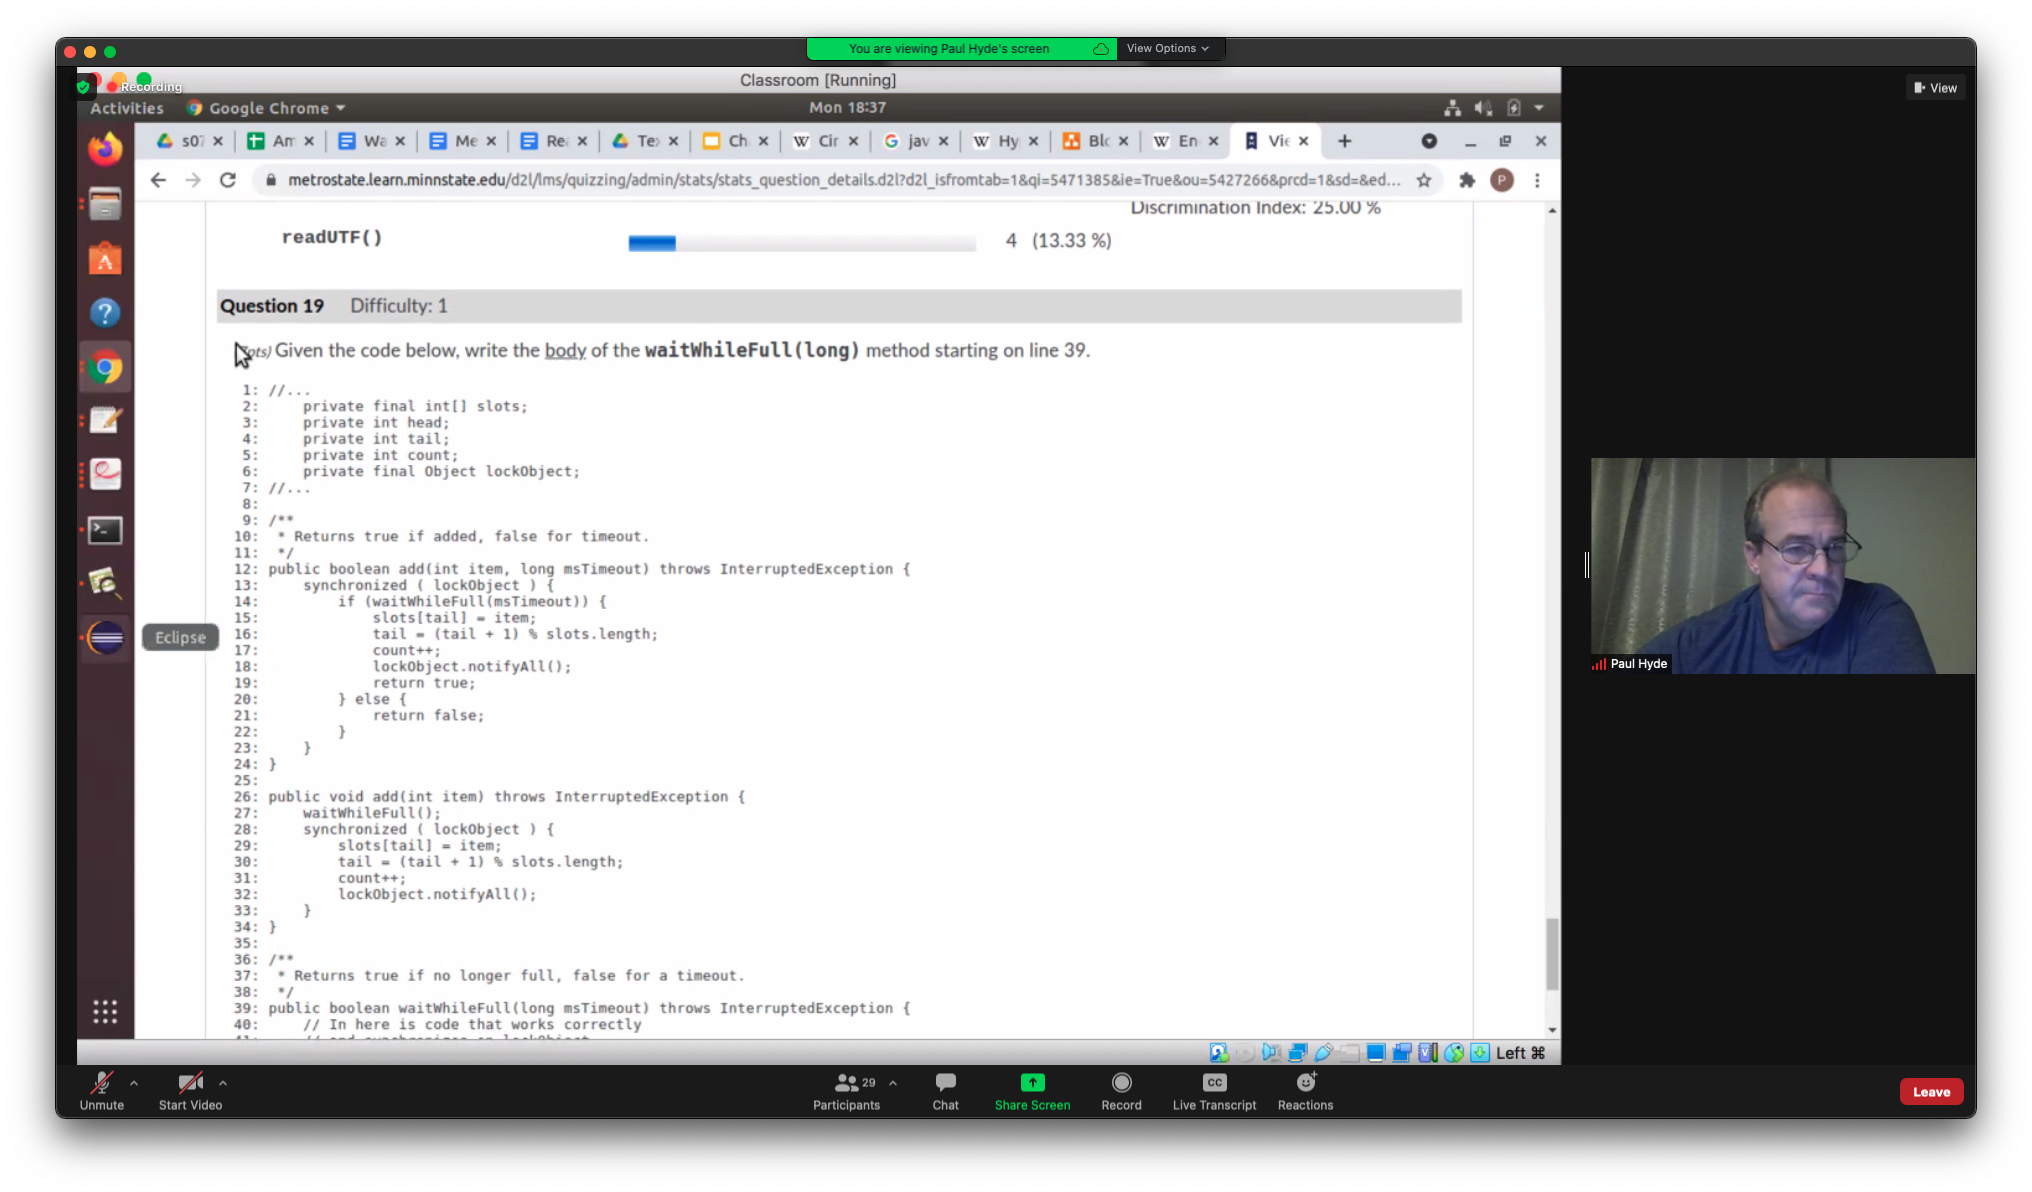 You are viewing Paul Hyde's screen
View Options
Classroom [Running]
Recording
View
Activities
Google Chrome
Mon 18:37
s07
Am
Wa
Me
Rea
Tex
Ch
Cir
jav
Hy
Blo
En
Vie
metrostate.learn.minnstate.edu/d2l/lms/quizzing/admin/stats/stats_question_details.d2l?d2l_isfromtab=1&qi=5471385&ie=True&ou=5427266&prcd=1&sd=&ed...
P
Discrimination Index: 25.00 %
readUTF()
4 (13.33 %)
Question 19 Difficulty: 1
pts) Given the code below, write the body of the waitWhileFull(long) method starting on line 39.
1: //...
2: private final int[] slots;
3: private int head;
4: private int tail;
5: private int count;
6: private final Object lockObject;
7: //...
8:
9: /**
10: * Returns true if added, false for timeout.
11: */
12: public boolean add(int item, long msTimeout) throws InterruptedException {
13: synchronized ( lockObject ) {
14: if (waitWhileFull(msTimeout)) {
15: slots[tail] = item;
16: tail = (tail + 1) % slots.length;
17: count++;
18: lockObject.notifyAll();
19: return true;
20: } else {
21: return false;
22: }
23: }
24: }
25:
26: public void add(int item) throws InterruptedException {
27: waitWhileFull();
28: synchronized ( lockObject ) {
29: slots[tail] = item;
30: tail = (tail + 1) % slots.length;
31: count++;
32: lockObject.notifyAll();
33: }
34: }
35:
36: /**
37: * Returns true if no longer full, false for a timeout.
38: */
39: public boolean waitWhileFull(long msTimeout) throws InterruptedException {
40: // In here is code that works correctly
Eclipse
Paul Hyde
Left ⌘
Unmute
Start Video
29
Participants
Chat
Share Screen
Record
CC
Live Transcript
Reactions
Leave